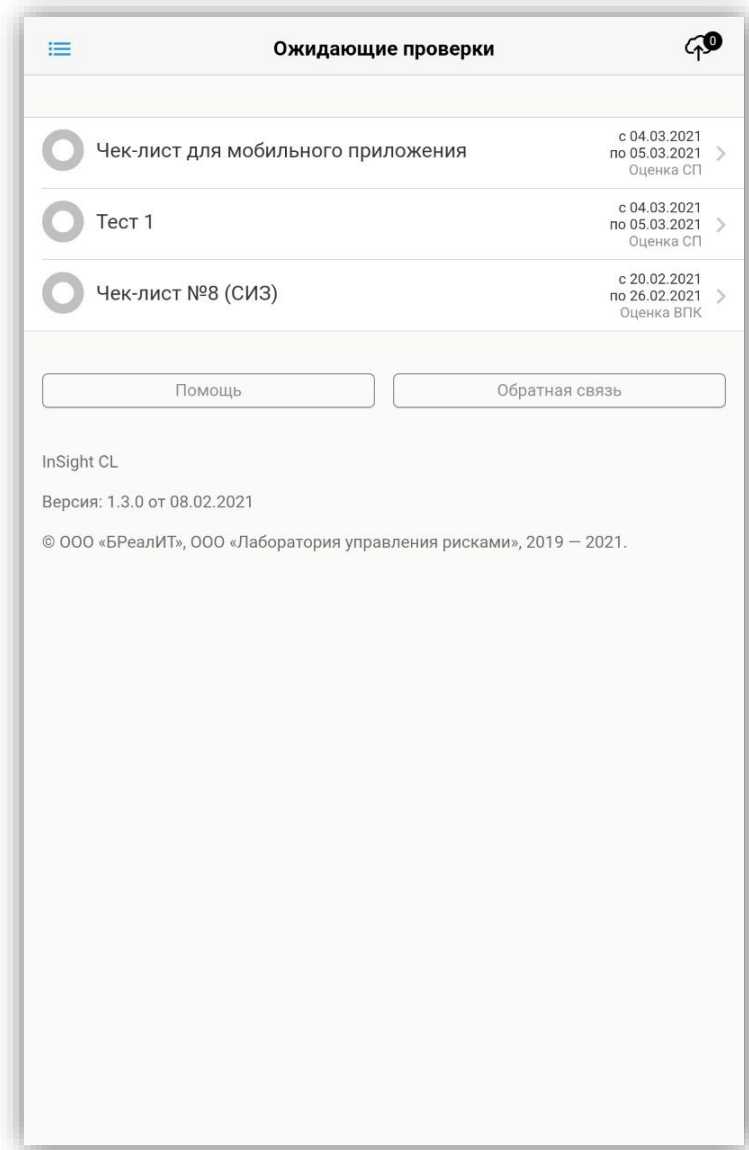 Ожидающие проверки
0
Чек-лист для мобильного приложения
с 04.03.2021
по 05.03.2021
Оценка СП
Тест 1
с 04.03.2021
по 05.03.2021
Оценка СП
Чек-лист №8 (СИЗ)
с 20.02.2021
по 26.02.2021
Оценка ВПК
Помощь
Обратная связь
InSight CL
Версия: 1.3.0 от 08.02.2021
© ООО «БРеалИТ», ООО «Лаборатория управления рисками», 2019 — 2021.